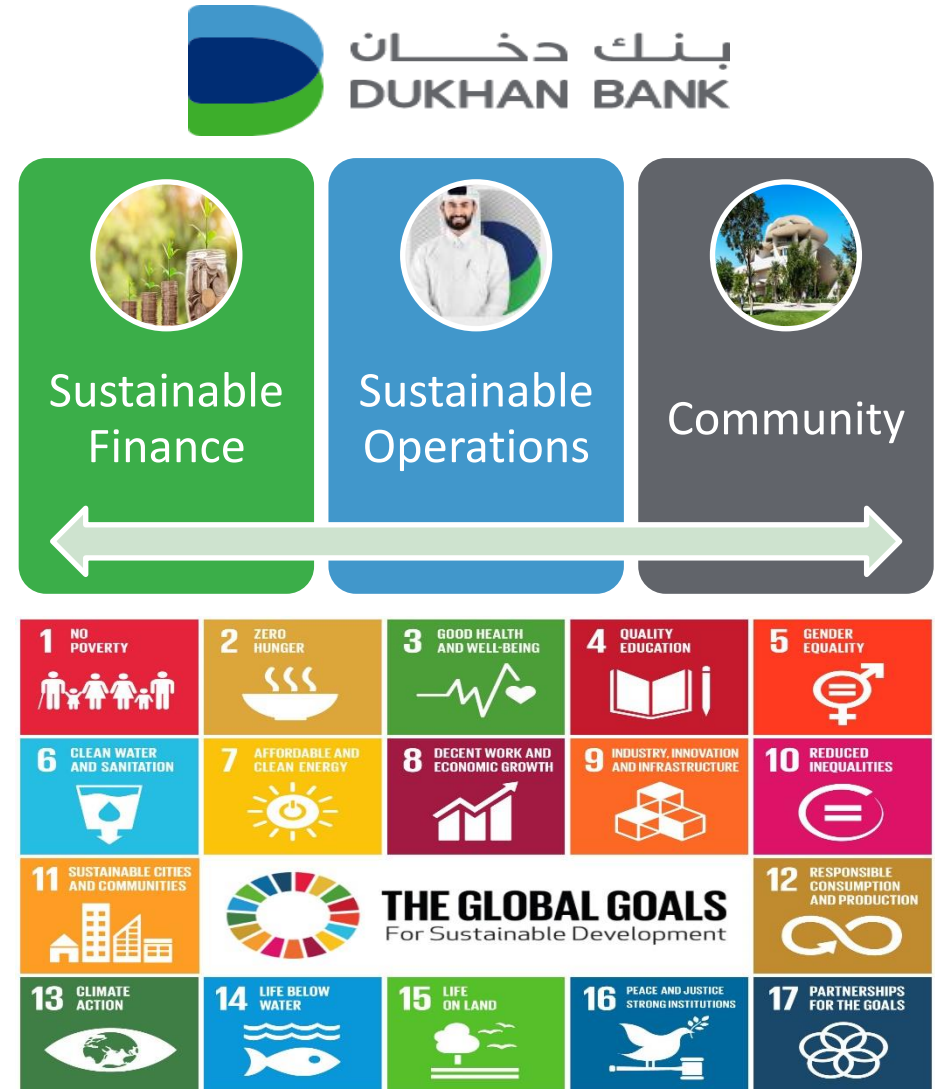 بنك دخان
DUKHAN BANK
Sustainable
Finance
Sustainable
Operations
Community
1 NO
POVERTY
2 ZERO
HUNGER
3 GOOD HEALTH
AND WELL-BEING
4 QUALITY
EDUCATION
5 GENDER
EQUALITY
6 CLEAN WATER
AND SANITATION
7 AFFORDABLE AND
CLEAN ENERGY
8 DECENT WORK AND
ECONOMIC GROWTH
9 INDUSTRY, INNOVATION
AND INFRASTRUCTURE
10 REDUCED
INEQUALITIES
11 SUSTAINABLE CITIES
AND COMMUNITIES
THE GLOBAL GOALS
For Sustainable Development
12 RESPONSIBLE
CONSUMPTION
AND PRODUCTION
13 CLIMATE
ACTION
14 LIFE BELOW
WATER
15 LIFE
ON LAND
16 PEACE AND JUSTICE
STRONG INSTITUTIONS
17 PARTNERSHIPS
FOR THE GOALS